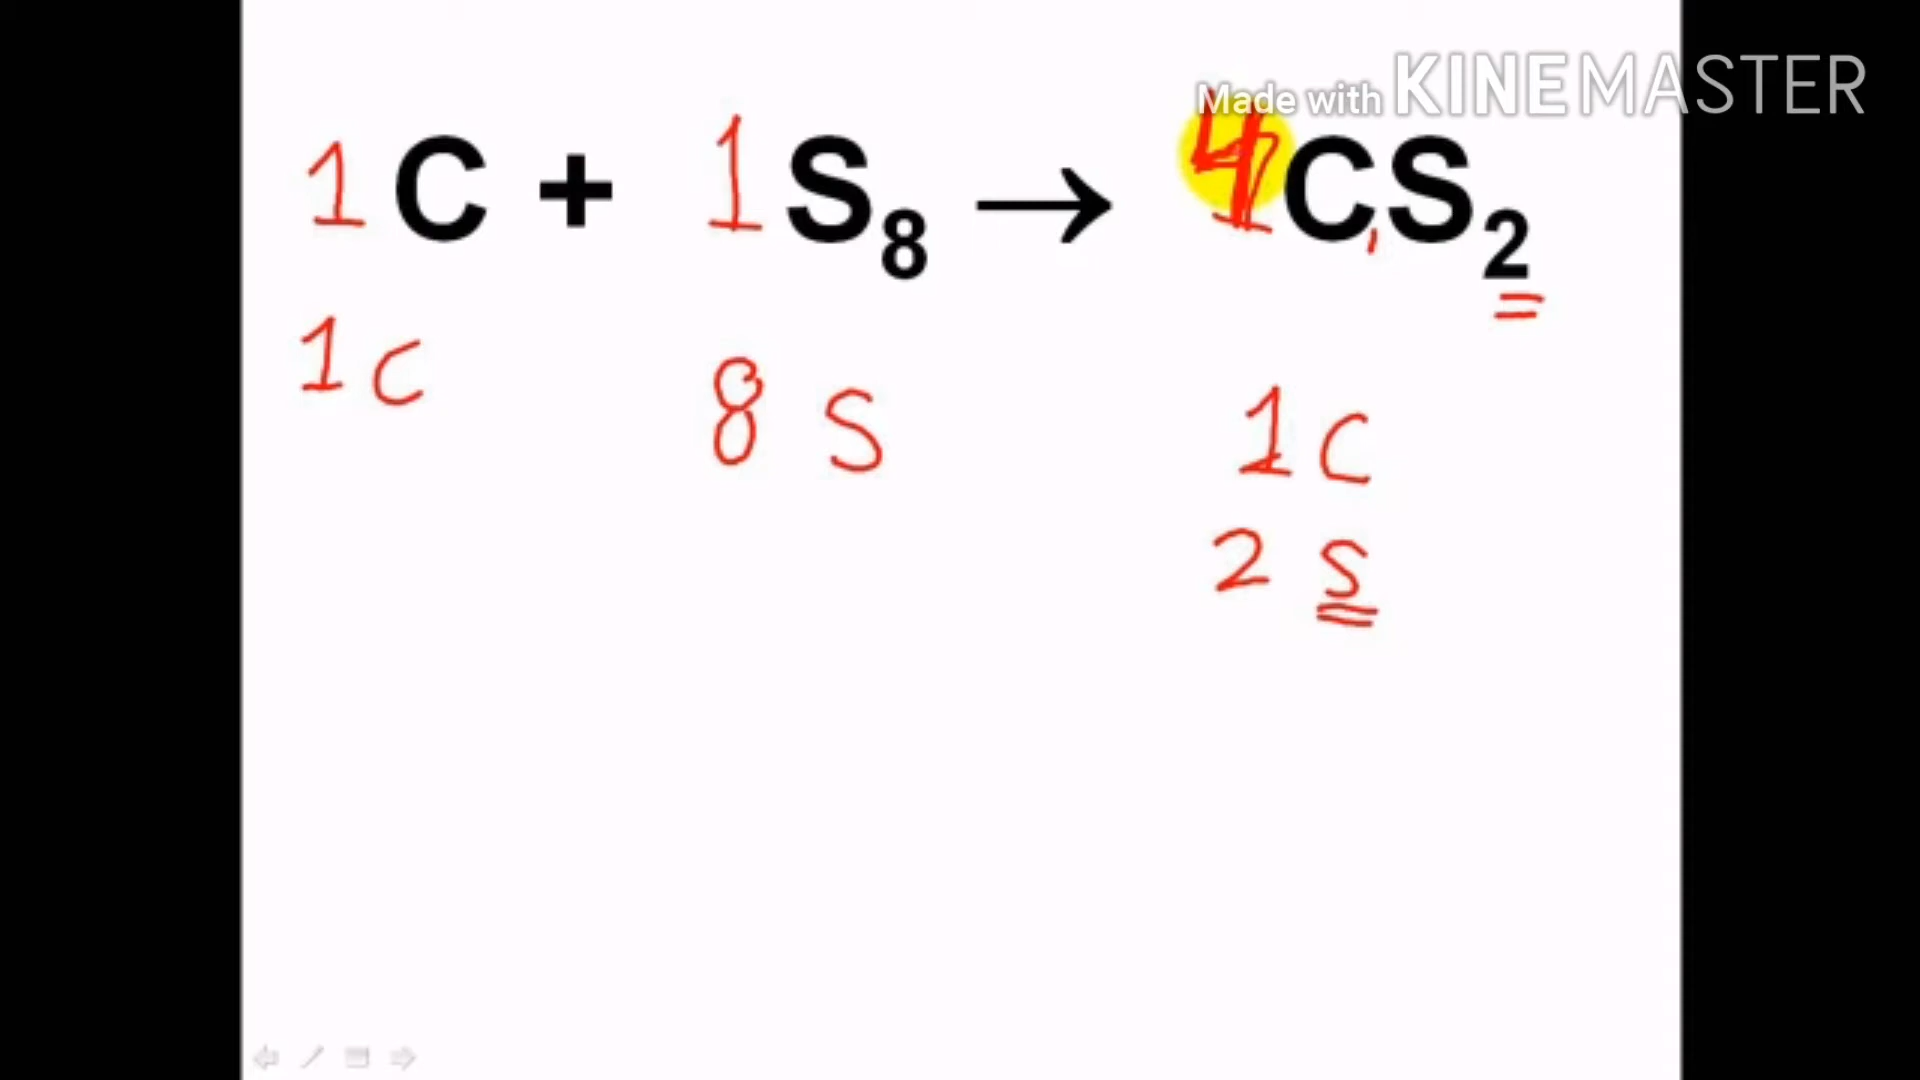 Made with KINEMASTER
1 C + 1 S₈ → 4 CS₂
1 C
8 S
1 C
2 S